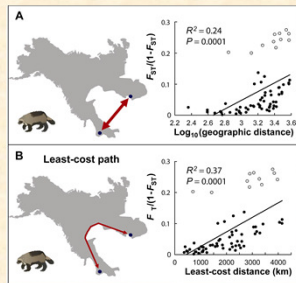 A
R² = 0.24
P = 0.0001
F_ST/(1-F_ST)
0.3
0.2
0.1
0
2.2 2.4 2.6 2.8 3 3.2 3.4 3.6
Log₁₀(geographic distance)
B
Least-cost path
R² = 0.37
P = 0.0001
0.3
0.2
0.1
0
0 1000 2000 3000 4000
Least-cost distance (km)